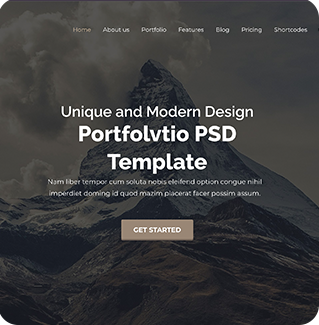 Home About us Portfolio Features Blog Pricing Shortcodes
Unique and Modern Design
Portfolvtio PSD
Template
Nam liber tempor cum soluta nobis eleifend option congue nihil
imperdiet doming id quod mazim placerat facer possim assum.
GET STARTED